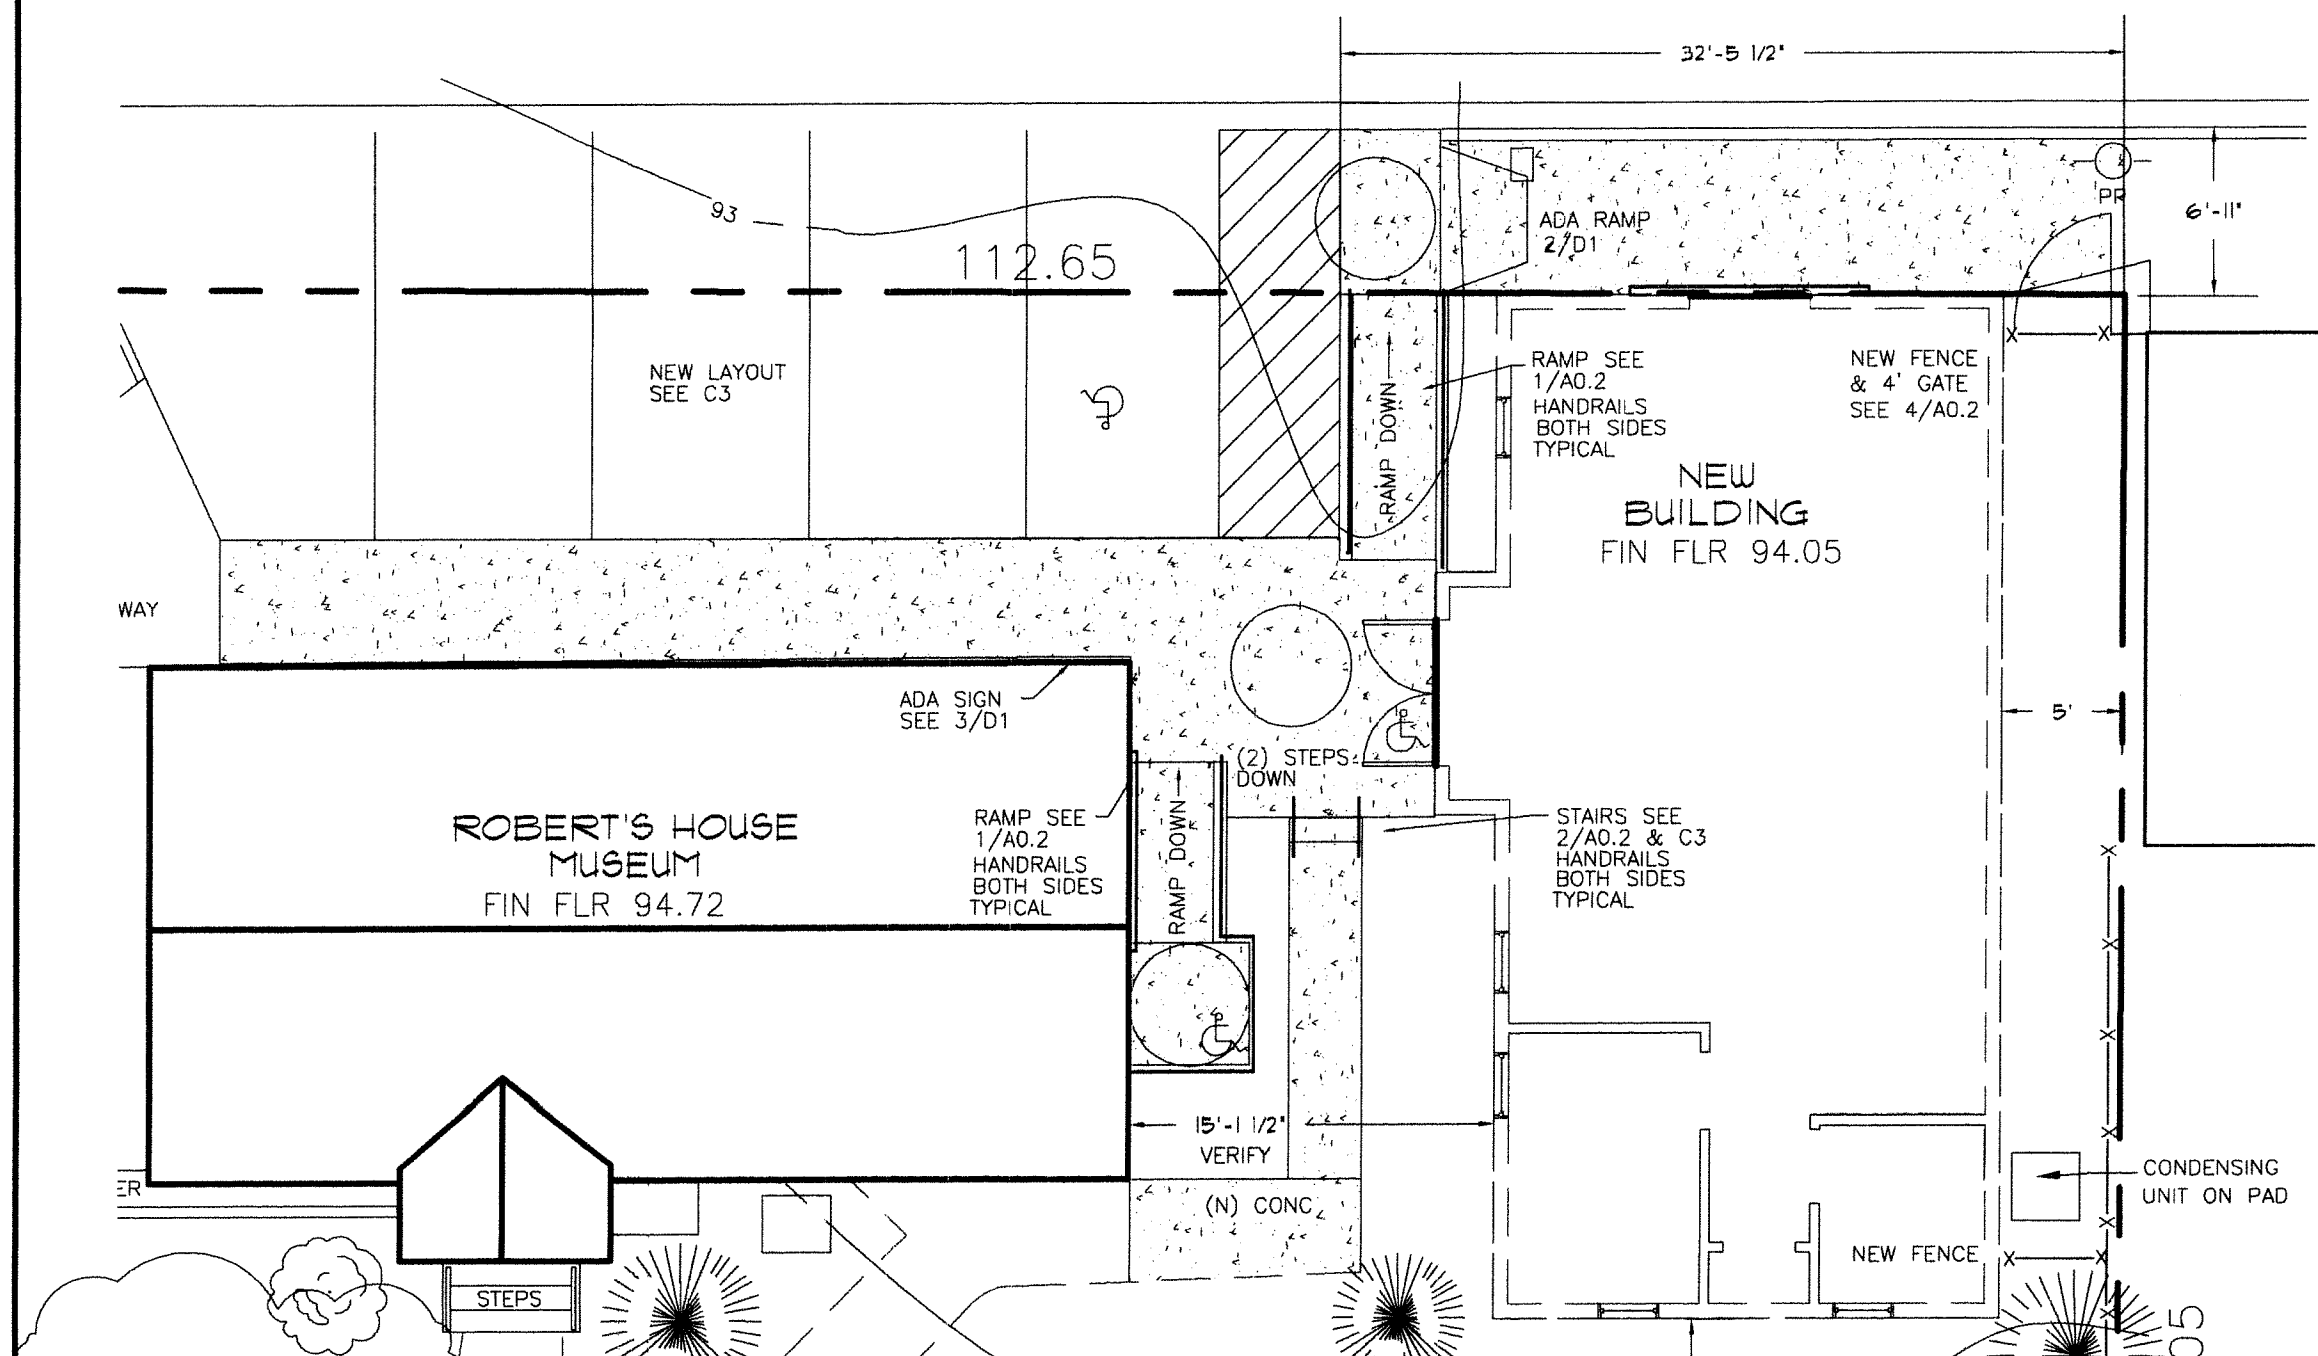 32'-5 1/2"
93
112.65
PR
6'-11"
ADA RAMP
2/D1
NEW LAYOUT
SEE C3
RAMP DOWN
RAMP SEE
1/A0.2
HANDRAILS
BOTH SIDES
TYPICAL
NEW FENCE
& 4' GATE
SEE 4/A0.2
NEW
BUILDING
FIN FLR 94.05
WAY
ADA SIGN
SEE 3/D1
5'
(2) STEPS
DOWN
ROBERT'S HOUSE
MUSEUM
FIN FLR 94.72
RAMP SEE
1/A0.2
HANDRAILS
BOTH SIDES
TYPICAL
RAMP DOWN
STAIRS SEE
2/A0.2 & C3
HANDRAILS
BOTH SIDES
TYPICAL
15'-1 1/2"
VERIFY
CONDENSING
UNIT ON PAD
ER
(N) CONC
NEW FENCE
STEPS
05
X
X
X
X
X
X
X
X
X
X